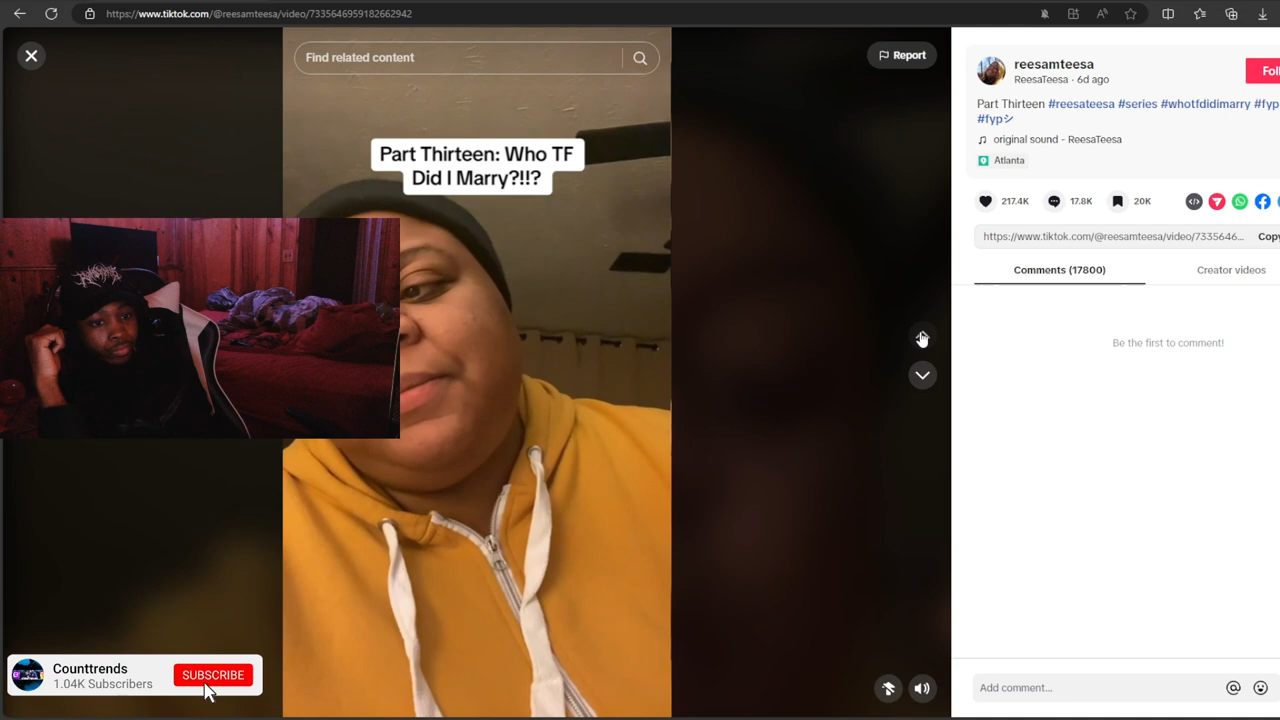 https://www.tiktok.com/@reesamteesa/video/7335646959182662942
Find related content
Report
Part Thirteen: Who TF
Did I Marry?!!?
Counttrends
1.04K Subscribers
SUBSCRIBE
reesamteesa
ReesaTeesa · 6d ago
Part Thirteen #reesateesa #series #whotfdidimarry #fyp
#fypシ
original sound - ReesaTeesa
Atlanta
217.4K
17.8K
20K
https://www.tiktok.com/@reesamteesa/video/7335646...
Comments (17800)
Creator videos
Be the first to comment!
Add comment...